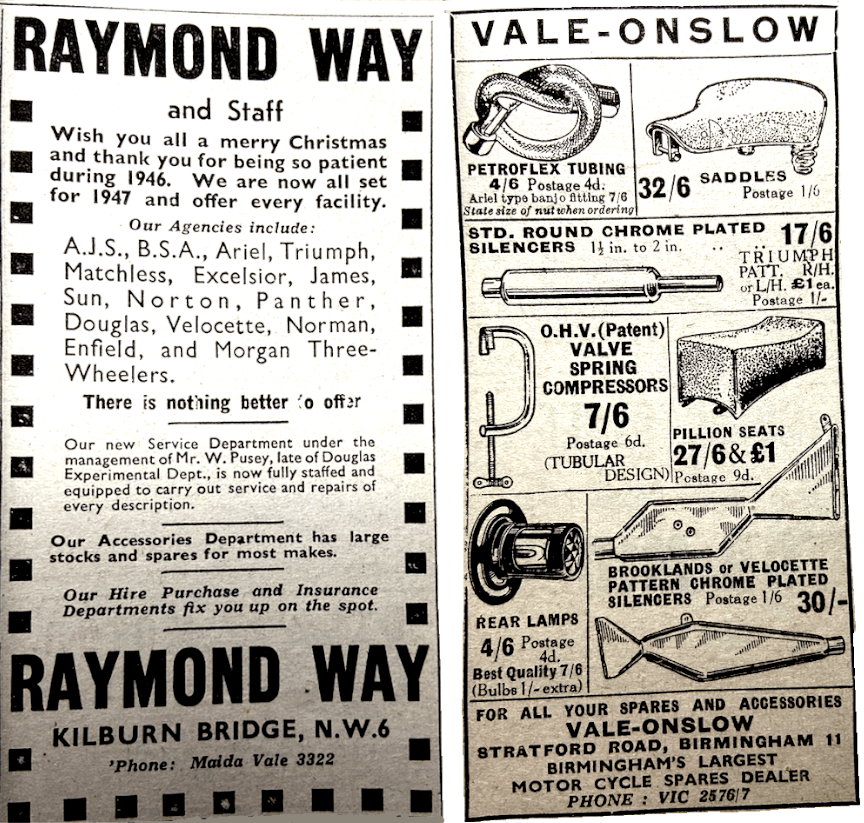 RAYMOND WAY
and Staff
Wish you all a merry Christmas
and thank you for being so patient
during 1946. We are now all set
for 1947 and offer every facility.
Our Agencies include:
A.J.S., B.S.A., Ariel, Triumph,
Matchless, Excelsior, James,
Sun, Norton, Panther,
Douglas, Velocette, Norman,
Enfield, and Morgan Three-
Wheelers.
There is nothing better to offer
Our new Service Department under the
management of Mr. W. Pusey, late of Douglas
Experimental Dept., is now fully staffed and
equipped to carry out service and repairs of
every description.
Our Accessories Department has large
stocks and spares for most makes.
Our Hire Purchase and Insurance
Departments fix you up on the spot.
RAYMOND WAY
KILBURN BRIDGE, N.W.6
'Phone: Maida Vale 3322
VALE-ONSLOW
PETROFLEX TUBING
4/6 Postage 4d.
Ariel type banjo fitting 7/6
State size of nut when ordering
32/6 SADDLES
Postage 1/6
STD. ROUND CHROME PLATED
SILENCERS 1½ in. to 2 in. .. .. 17/6
TRIUMPH
PATT. R/H.
or L/H. £1 ea.
Postage 1/-
O.H.V. (Patent)
VALVE
SPRING
COMPRESSORS
7/6
Postage 6d.
(TUBULAR
DESIGN)
PILLION SEATS
27/6 & £1
Postage 9d.
REAR LAMPS
4/6 Postage
4d.
Best Quality 7/6
(Bulbs 1/- extra)
BROOKLANDS or VELOCETTE
PATTERN CHROME PLATED
SILENCERS Postage 1/6 30/-
FOR ALL YOUR SPARES AND ACCESSORIES
VALE-ONSLOW
STRATFORD ROAD, BIRMINGHAM 11
BIRMINGHAM'S LARGEST
MOTOR CYCLE SPARES DEALER
PHONE : VIC 2576/7